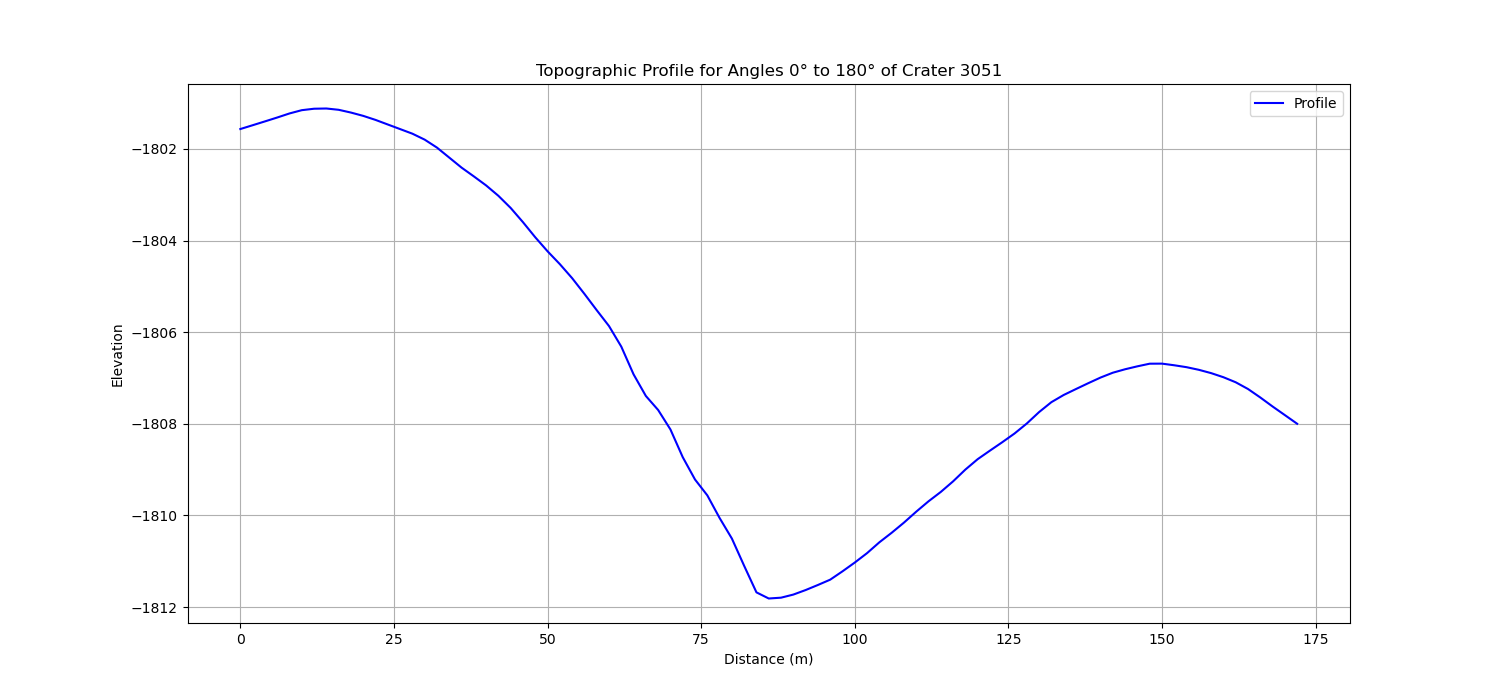 Topographic Profile for Angles 0° to 180° of Crater 3051
Profile
−1802
−1804
−1806
−1808
−1810
−1812
Elevation
0 25 50 75 100 125 150 175
Distance (m)